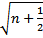 √(n + 1/2)